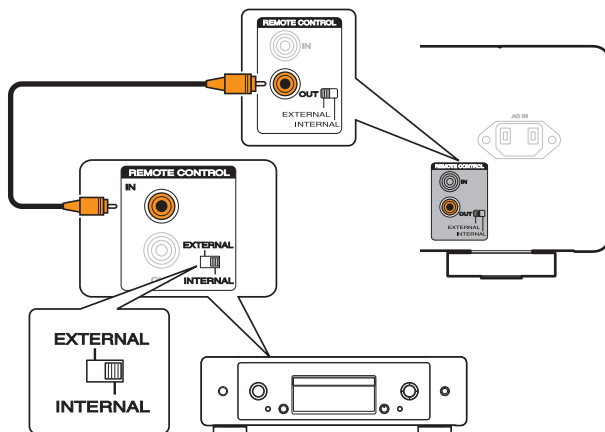 REMOTE CONTROL
IN
OUT
EXTERNAL
INTERNAL
AC IN
REMOTE CONTROL
IN
OUT
EXTERNAL
INTERNAL
REMOTE CONTROL
IN
EXTERNAL
INTERNAL
EXTERNAL
INTERNAL